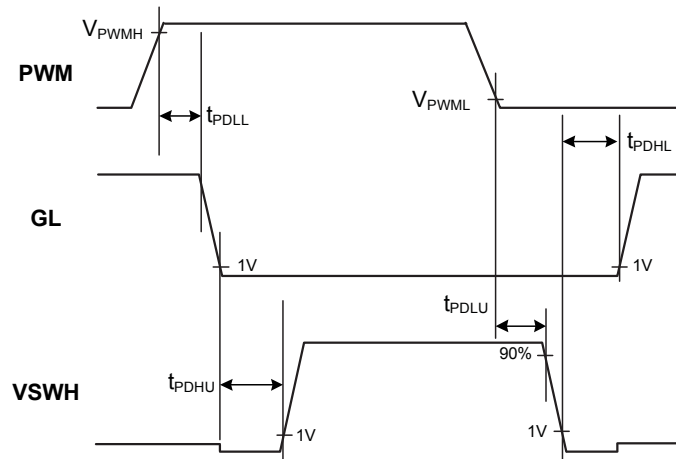 V_PWMH
PWM
t_PDLL
V_PWML
t_PDHL
GL
1V
1V
t_PDLU
90%
t_PDHU
VSWH
1V
1V